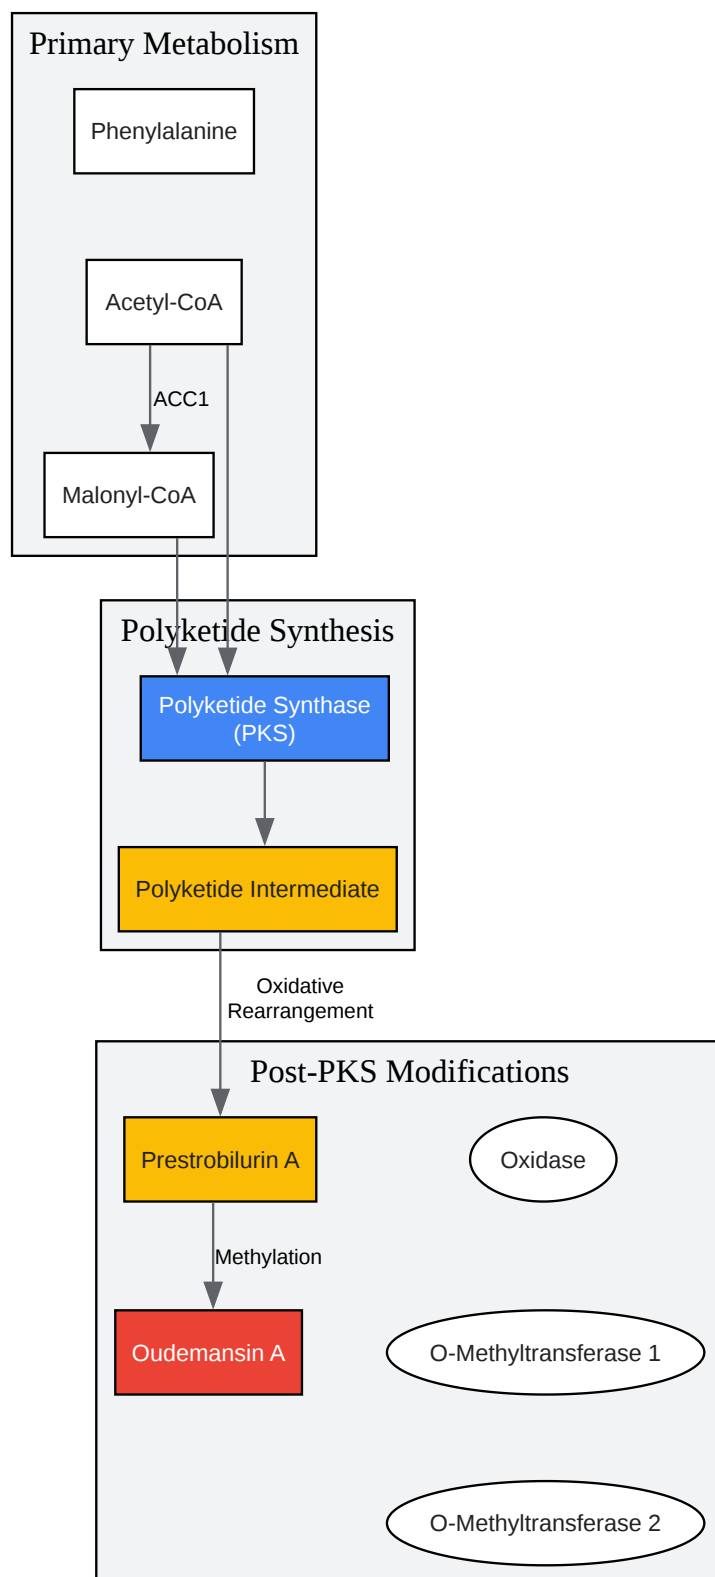 Primary Metabolism
Phenylalanine
Acetyl-CoA
ACC1
Malonyl-CoA
Polyketide Synthesis
Polyketide Synthase
(PKS)
Polyketide Intermediate
Oxidative
Rearrangement
Post-PKS Modifications
Prestrobilurin A
Oxidase
Methylation
Oudemansin A
O-Methyltransferase 1
O-Methyltransferase 2